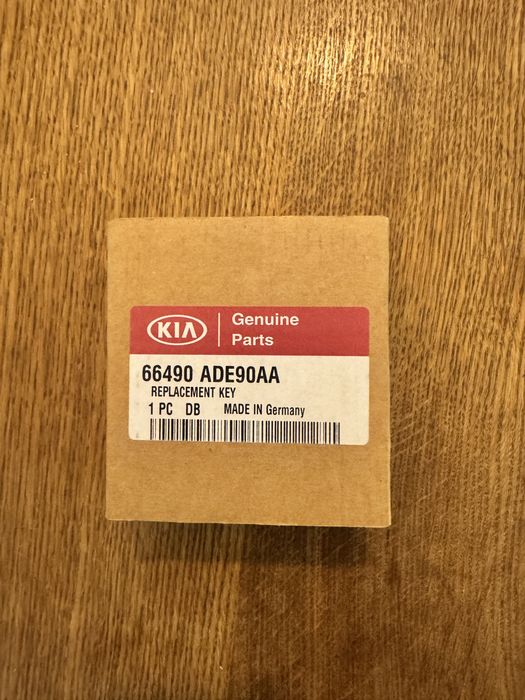 KIA
Genuine
Parts
66490 ADE90AA
REPLACEMENT KEY
1 PC DB MADE IN Germany